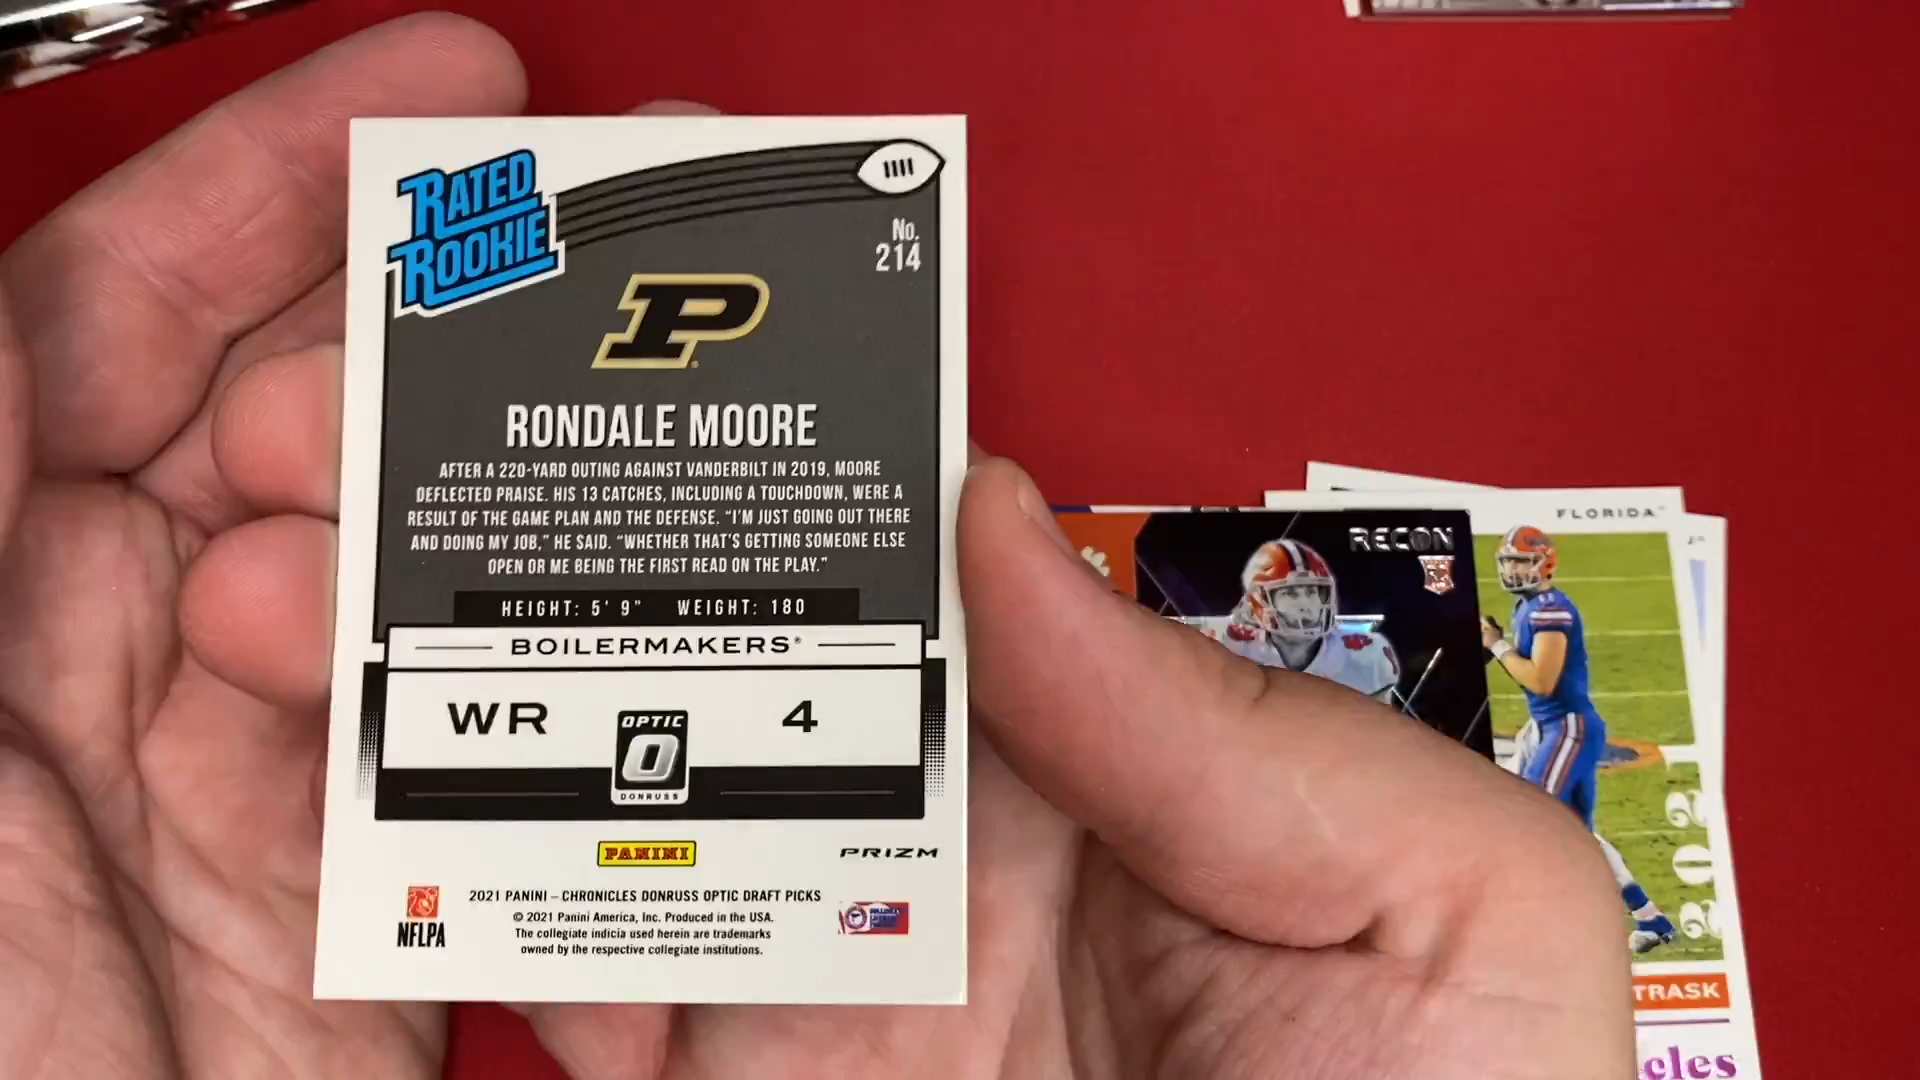 RATED
ROOKIE
No.
214
P
RONDALE MOORE
AFTER A 220-YARD OUTING AGAINST VANDERBILT IN 2019, MOORE
DEFLECTED PRAISE. HIS 13 CATCHES, INCLUDING A TOUCHDOWN, WERE A
RESULT OF THE GAME PLAN AND THE DEFENSE. "I'M JUST GOING OUT THERE
AND DOING MY JOB," HE SAID. "WHETHER THAT'S GETTING SOMEONE ELSE
OPEN OR ME BEING THE FIRST READ ON THE PLAY."
HEIGHT: 5' 9" WEIGHT: 180
BOILERMAKERS®
WR
4
OPTIC
O
DONRUSS
PANINI
PRIZM
2021 PANINI – CHRONICLES DONRUSS OPTIC DRAFT PICKS
© 2021 Panini America, Inc. Produced in the USA.
The collegiate indicia used herein are trademarks
owned by the respective collegiate institutions.
NFLPA
RECON
FLORIDA
2021
TRASK
cles